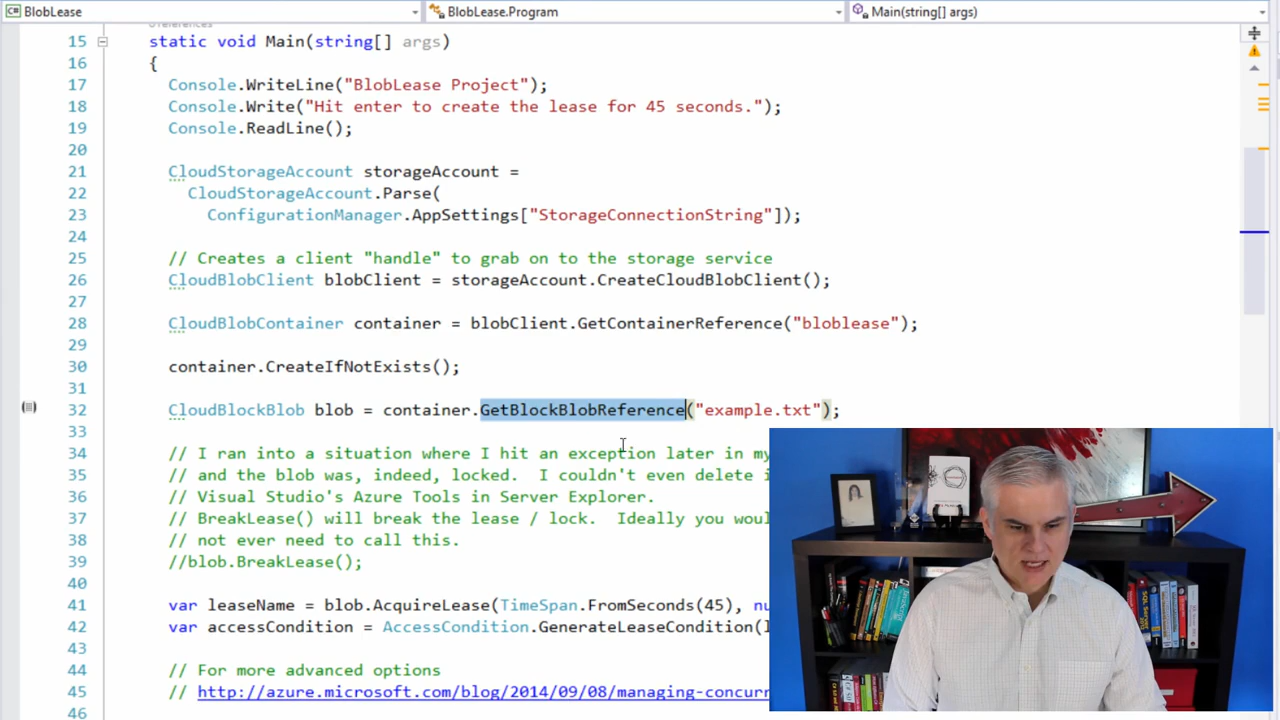 BlobLease
BlobLease.Program
Main(string[] args)
15 static void Main(string[] args)
16 {
17 Console.WriteLine("BlobLease Project");
18 Console.Write("Hit enter to create the lease for 45 seconds.");
19 Console.ReadLine();
20
21 CloudStorageAccount storageAccount =
22 CloudStorageAccount.Parse(
23 ConfigurationManager.AppSettings["StorageConnectionString"]);
24
25 // Creates a client "handle" to grab on to the storage service
26 CloudBlobClient blobClient = storageAccount.CreateCloudBlobClient();
27
28 CloudBlobContainer container = blobClient.GetContainerReference("bloblease");
29
30 container.CreateIfNotExists();
31
32 CloudBlockBlob blob = container.GetBlockBlobReference("example.txt");
33
34 // I ran into a situation where I hit an exception later in my
35 // and the blob was, indeed, locked. I couldn't even delete
36 // Visual Studio's Azure Tools in Server Explorer.
37 // BreakLease() will break the lease / lock. Ideally you
38 // not ever need to call this.
39 //blob.BreakLease();
40
41 var leaseName = blob.AcquireLease(TimeSpan.FromSeconds(45),
42 var accessCondition = AccessCondition.GenerateLeaseCondition(
43
44 // For more advanced options
45 // http://azure.microsoft.com/blog/2014/09/08/managing-concurr
46